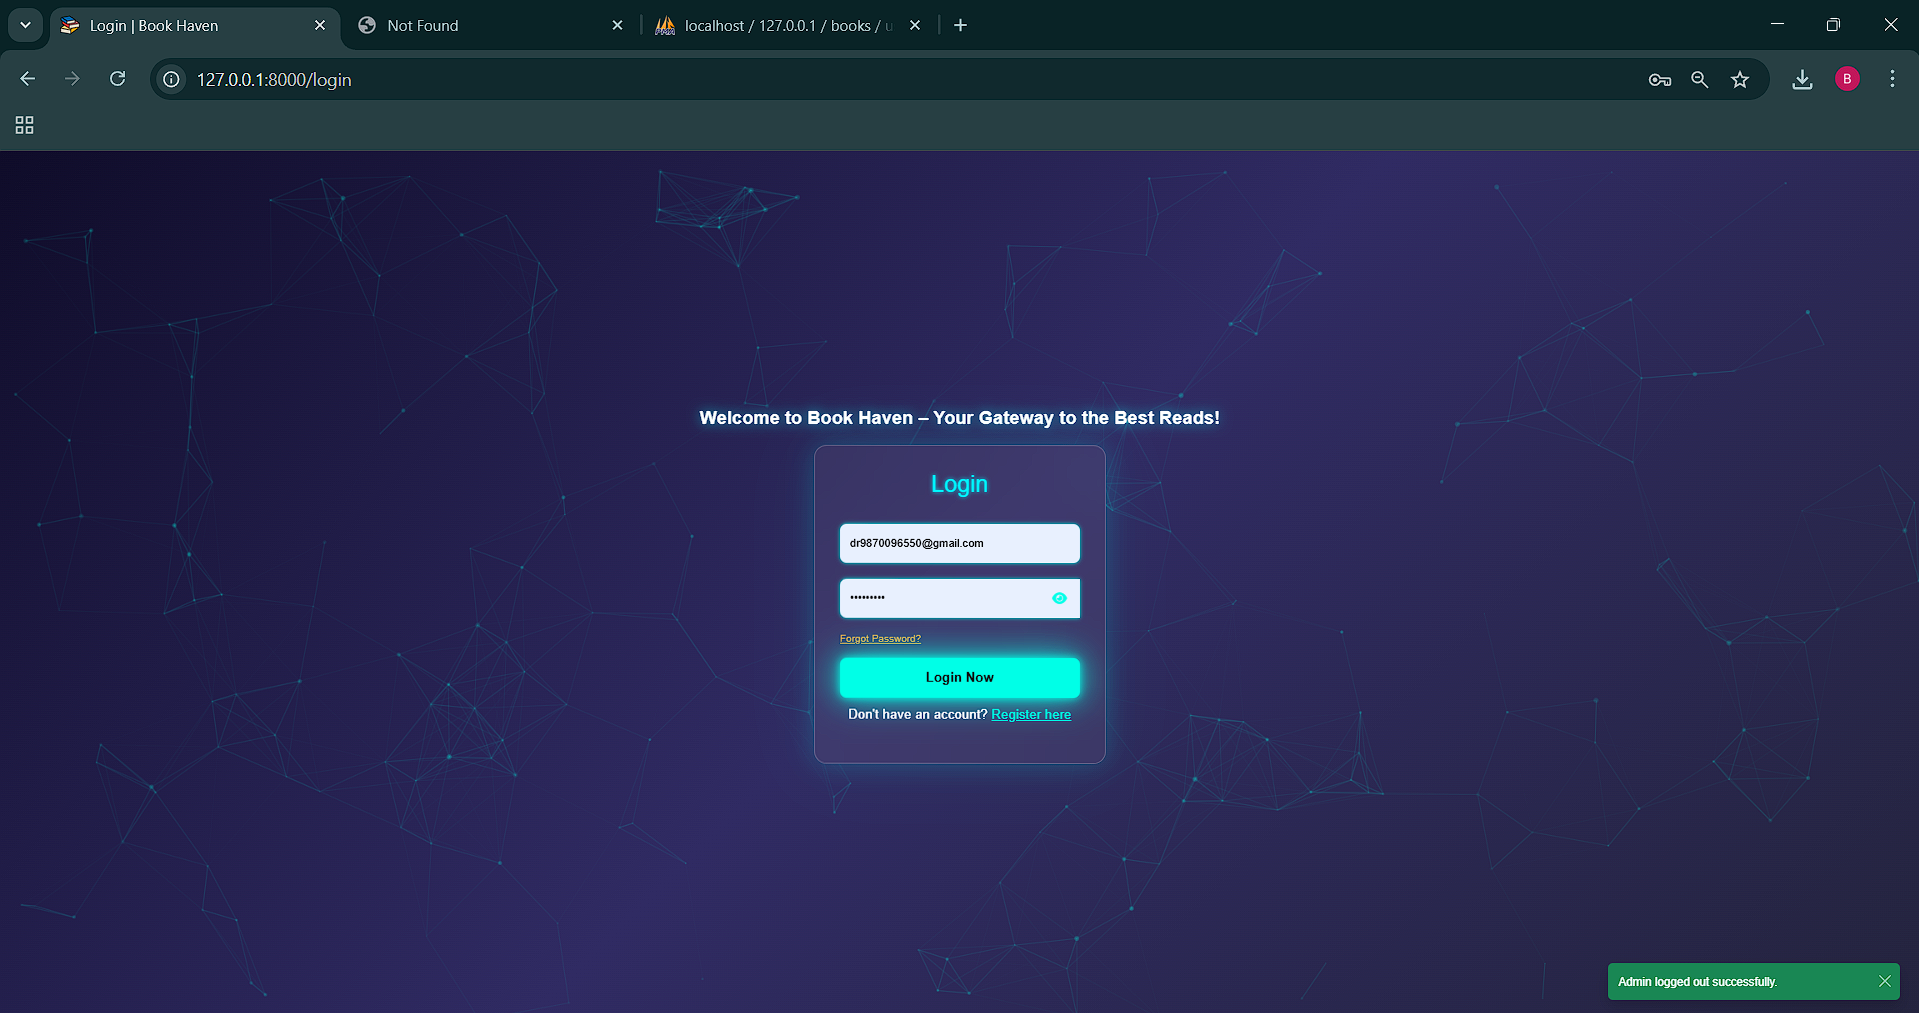 Login | Book Haven
Not Found
localhost / 127.0.0.1 / books / u
127.0.0.1:8000/login
B
Welcome to Book Haven – Your Gateway to the Best Reads!
Login
dr9870096550@gmail.com
Forgot Password?
Login Now
Don't have an account? Register here
Admin logged out successfully.